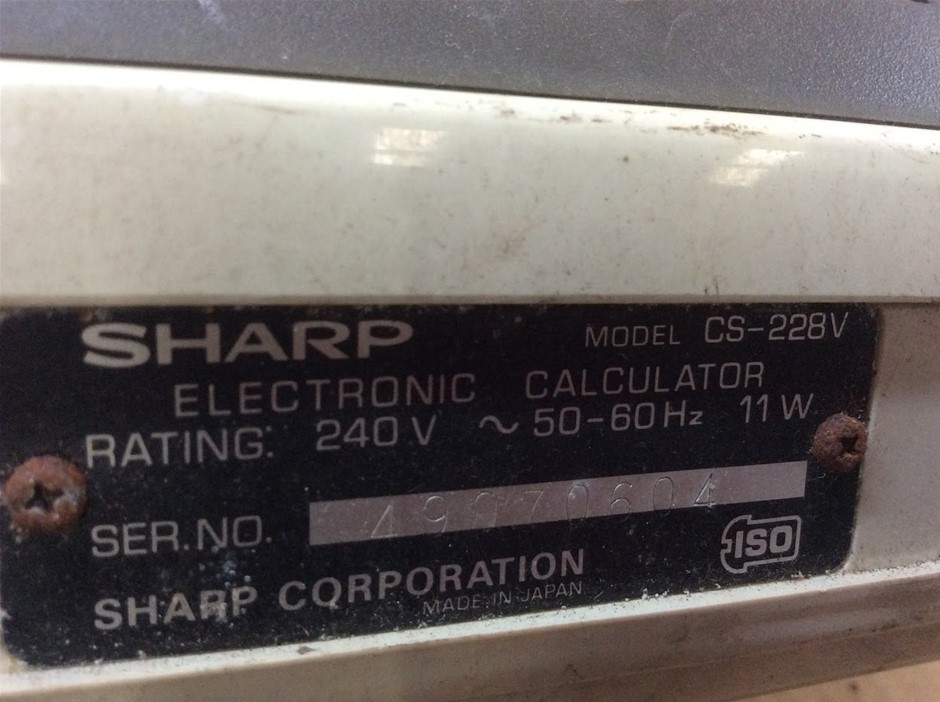 SHARP MODEL CS-228V
ELECTRONIC CALCULATOR
RATING: 240V ~ 50-60Hz 11W
SER.NO.
SHARP CORPORATION
MADE IN JAPAN
ISO